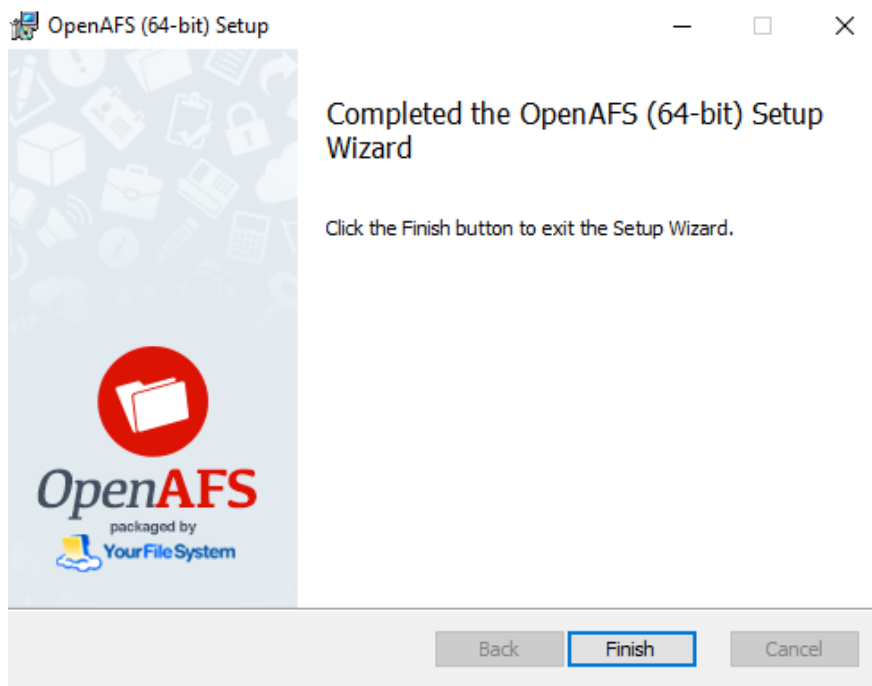 OpenAFS (64-bit) Setup
Completed the OpenAFS (64-bit) Setup
Wizard
Click the Finish button to exit the Setup Wizard.
OpenAFS
packaged by
YourFileSystem
Back
Finish
Cancel